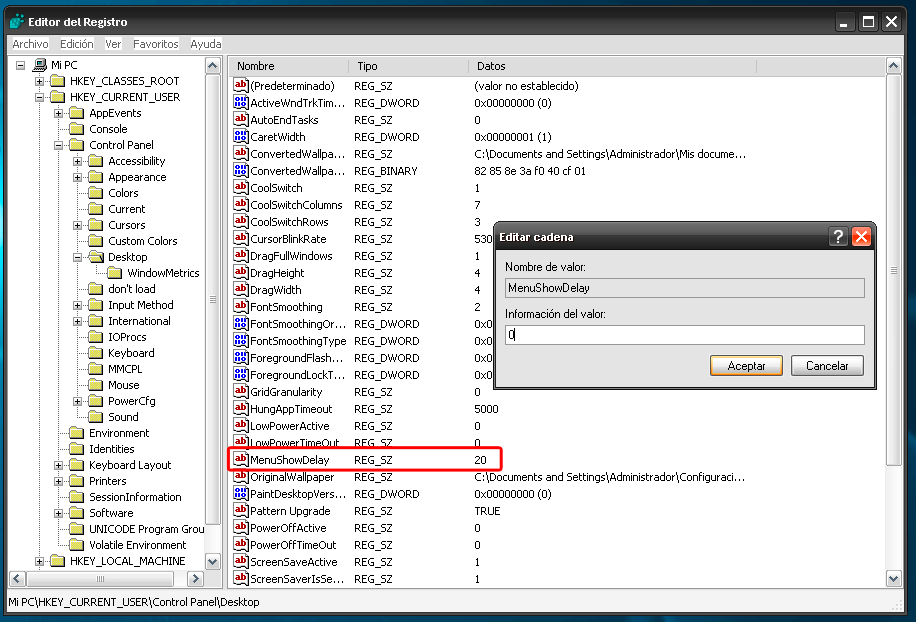 Editor del Registro
Archivo Edición Ver Favoritos Ayuda
Mi PC
HKEY_CLASSES_ROOT
HKEY_CURRENT_USER
AppEvents
Console
Control Panel
Accessibility
Appearance
Colors
Current
Cursors
Custom Colors
Desktop
WindowMetrics
don't load
Input Method
International
IOProcs
Keyboard
MMCPL
Mouse
PowerCfg
Sound
Environment
Identities
Keyboard Layout
Printers
SessionInformation
Software
UNICODE Program Grou
Volatile Environment
HKEY_LOCAL_MACHINE
Nombre Tipo Datos
(Predeterminado) REG_SZ (valor no establecido)
ActiveWndTrkTim... REG_DWORD 0x00000000 (0)
AutoEndTasks REG_SZ 0
CaretWidth REG_DWORD 0x00000001 (1)
ConvertedWallpa... REG_SZ C:\Documents and Settings\Administrador\Mis docume...
ConvertedWallpa... REG_BINARY 82 85 8e 3a f0 40 cf 01
CoolSwitch REG_SZ 1
CoolSwitchColumns REG_SZ 7
CoolSwitchRows REG_SZ 3
CursorBlinkRate REG_SZ 530
DragFullWindows REG_SZ 1
DragHeight REG_SZ 4
DragWidth REG_SZ 4
FontSmoothing REG_SZ 2
FontSmoothingOr... REG_DWORD 0x0
FontSmoothingType REG_DWORD 0x0
ForegroundFlash... REG_DWORD 0x0
ForegroundLockT... REG_DWORD 0x0
GridGranularity REG_SZ 0
HungAppTimeout REG_SZ 5000
LowPowerActive REG_SZ 0
LowPowerTimeOut REG_SZ 0
MenuShowDelay REG_SZ 20
OriginalWallpaper REG_SZ C:\Documents and Settings\Administrador\Configuraci...
PaintDesktopVers... REG_DWORD 0x00000000 (0)
Pattern Upgrade REG_SZ TRUE
PowerOffActive REG_SZ 0
PowerOffTimeOut REG_SZ 0
ScreenSaveActive REG_SZ 1
ScreenSaverIsSe... REG_SZ 1
Editar cadena
Nombre de valor:
MenuShowDelay
Información del valor:
0
Aceptar Cancelar
Mi PC\HKEY_CURRENT_USER\Control Panel\Desktop